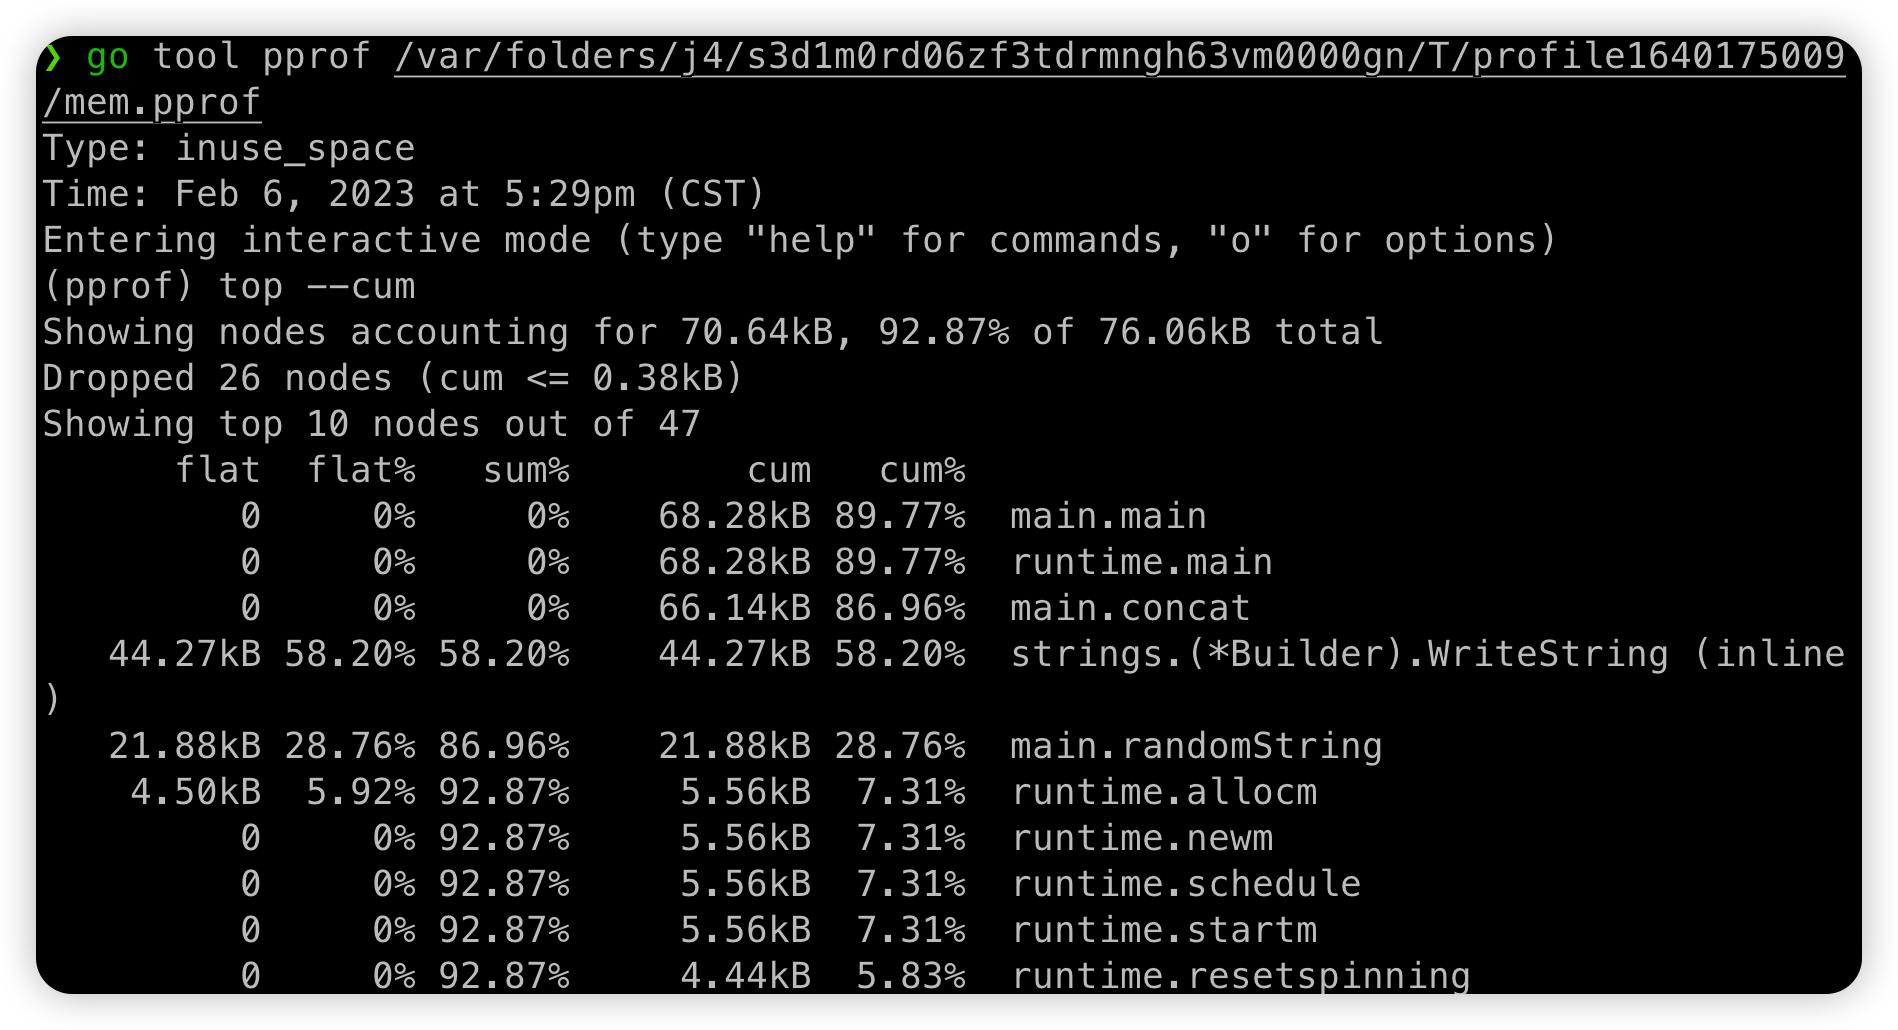 ❯ go tool pprof /var/folders/j4/s3d1m0rd06zf3tdrmngh63vm0000gn/T/profile1640175009
/mem.pprof
Type: inuse_space
Time: Feb 6, 2023 at 5:29pm (CST)
Entering interactive mode (type "help" for commands, "o" for options)
(pprof) top --cum
Showing nodes accounting for 70.64kB, 92.87% of 76.06kB total
Dropped 26 nodes (cum <= 0.38kB)
Showing top 10 nodes out of 47
      flat  flat%   sum%        cum   cum%
         0     0%     0%    68.28kB 89.77%  main.main
         0     0%     0%    68.28kB 89.77%  runtime.main
         0     0%     0%    66.14kB 86.96%  main.concat
   44.27kB 58.20% 58.20%    44.27kB 58.20%  strings.(*Builder).WriteString (inline
)
   21.88kB 28.76% 86.96%    21.88kB 28.76%  main.randomString
    4.50kB  5.92% 92.87%     5.56kB  7.31%  runtime.allocm
         0     0% 92.87%     5.56kB  7.31%  runtime.newm
         0     0% 92.87%     5.56kB  7.31%  runtime.schedule
         0     0% 92.87%     5.56kB  7.31%  runtime.startm
         0     0% 92.87%     4.44kB  5.83%  runtime.resetspinning